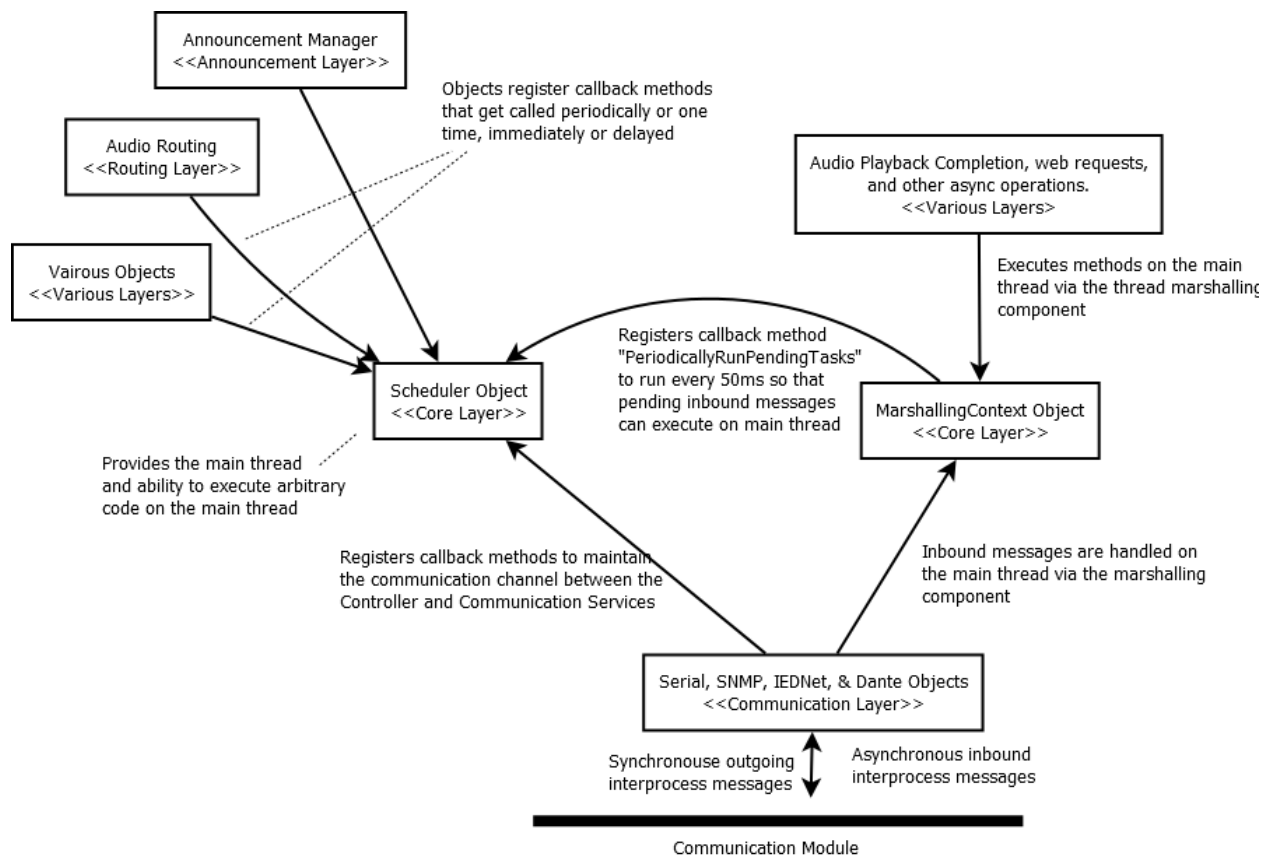 Announcement Manager
<<Announcement Layer>>
Objects register callback methods
that get called periodically or one
time, immediately or delayed
Audio Routing
<<Routing Layer>>
Audio Playback Completion, web requests,
and other async operations.
<<Various Layers>
Vairous Objects
<<Various Layers>>
Executes methods on the main
thread via the thread marshalling
component
Registers callback method
"PeriodicallyRunPendingTasks"
to run every 50ms so that
pending inbound messages
can execute on main thread
Scheduler Object
<<Core Layer>>
MarshallingContext Object
<<Core Layer>>
Provides the main thread
and ability to execute arbitrary
code on the main thread
Registers callback methods to maintain
the communication channel between the
Controller and Communication Services
Inbound messages are handled on
the main thread via the marshalling
component
Serial, SNMP, IEDNet, & Dante Objects
<<Communication Layer>>
Synchronouse outgoing
interprocess messages
Asynchronous inbound
interprocess messages
Communication Module